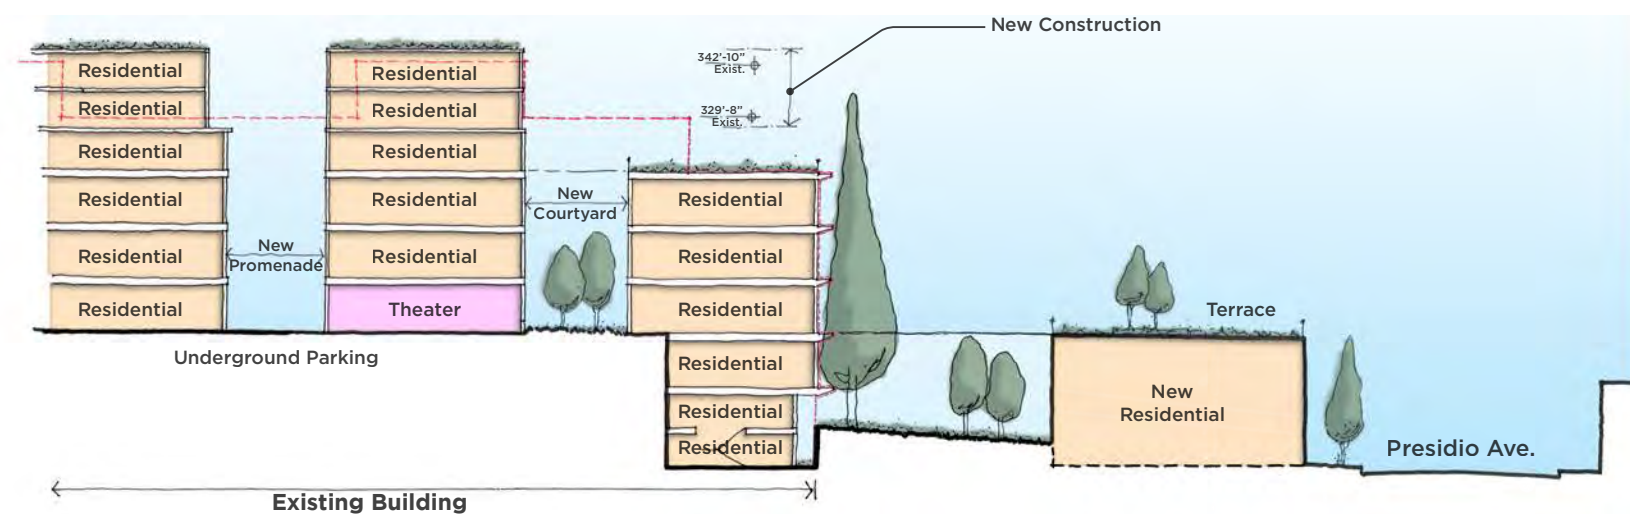 New Construction
342'-10"
Exist.
329'-8"
Exist.
Residential
Residential
Residential
Residential
Residential
Residential
New
Promenade
Residential
Residential
Residential
Residential
Residential
Theater
New
Courtyard
Residential
Residential
Residential
Residential
Residential
Residential
Underground Parking
Terrace
New
Residential
Presidio Ave.
Existing Building